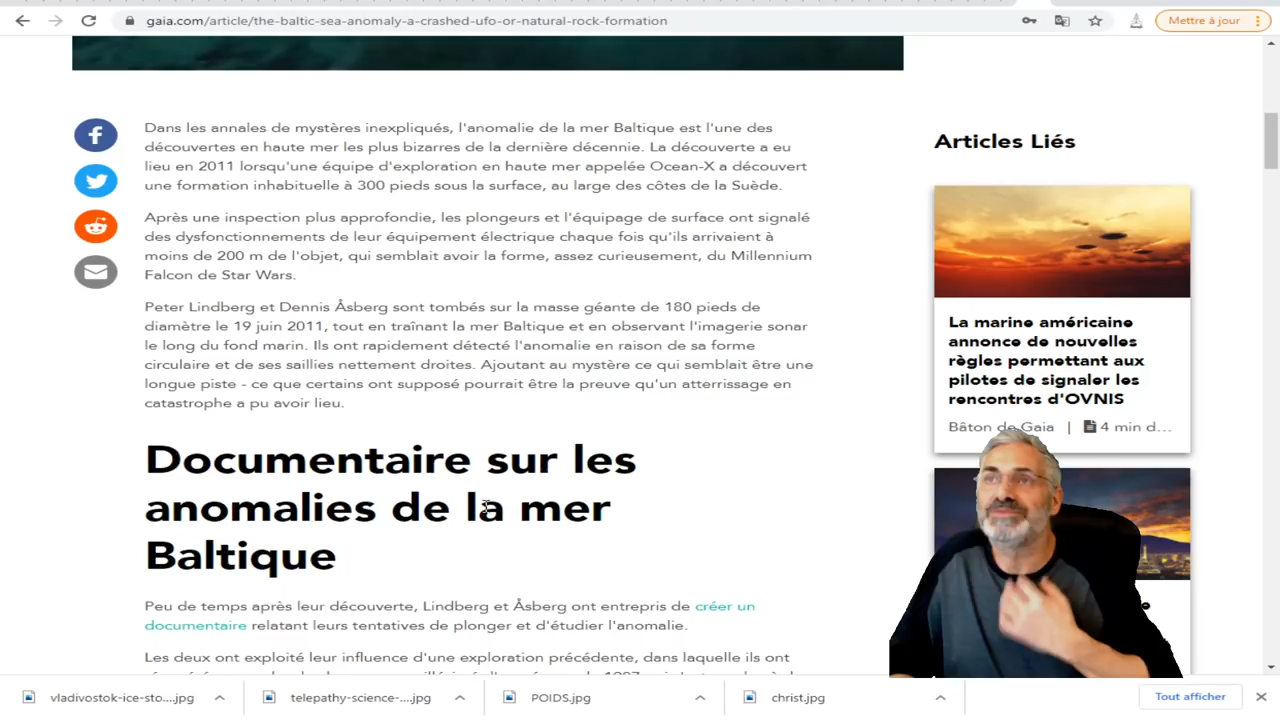 gaia.com/article/the-baltic-sea-anomaly-a-crashed-ufo-or-natural-rock-formation
Mettre à jour
Dans les annales de mystères inexpliqués, l'anomalie de la mer Baltique est l'une des
découvertes en haute mer les plus bizarres de la dernière décennie. La découverte a eu
lieu en 2011 lorsqu'une équipe d'exploration en haute mer appelée Ocean-X a découvert
une formation inhabituelle à 300 pieds sous la surface, au large des côtes de la Suède.
Après une inspection plus approfondie, les plongeurs et l'équipage de surface ont signalé
des dysfonctionnements de leur équipement électrique chaque fois qu'ils arrivaient à
moins de 200 m de l'objet, qui semblait avoir la forme, assez curieusement, du Millennium
Falcon de Star Wars.
Peter Lindberg et Dennis Åsberg sont tombés sur la masse géante de 180 pieds de
diamètre le 19 juin 2011, tout en traînant la mer Baltique et en observant l'imagerie sonar
le long du fond marin. Ils ont rapidement détecté l'anomalie en raison de sa forme
circulaire et de ses saillies nettement droites. Ajoutant au mystère ce qui semblait être une
longue piste - ce que certains ont supposé pourrait être la preuve qu'un atterrissage en
catastrophe a pu avoir lieu.
Documentaire sur les
anomalies de la mer
Baltique
Peu de temps après leur découverte, Lindberg et Åsberg ont entrepris de créer un
documentaire relatant leurs tentatives de plonger et d'étudier l'anomalie.
Les deux ont exploité leur influence d'une exploration précédente, dans laquelle ils ont
Articles Liés
La marine américaine
annonce de nouvelles
règles permettant aux
pilotes de signaler les
rencontres d'OVNIS
Bâton de Gaia | 4 min d...
vladivostok-ice-sto....jpg
telepathy-science-....jpg
POIDS.jpg
christ.jpg
Tout afficher